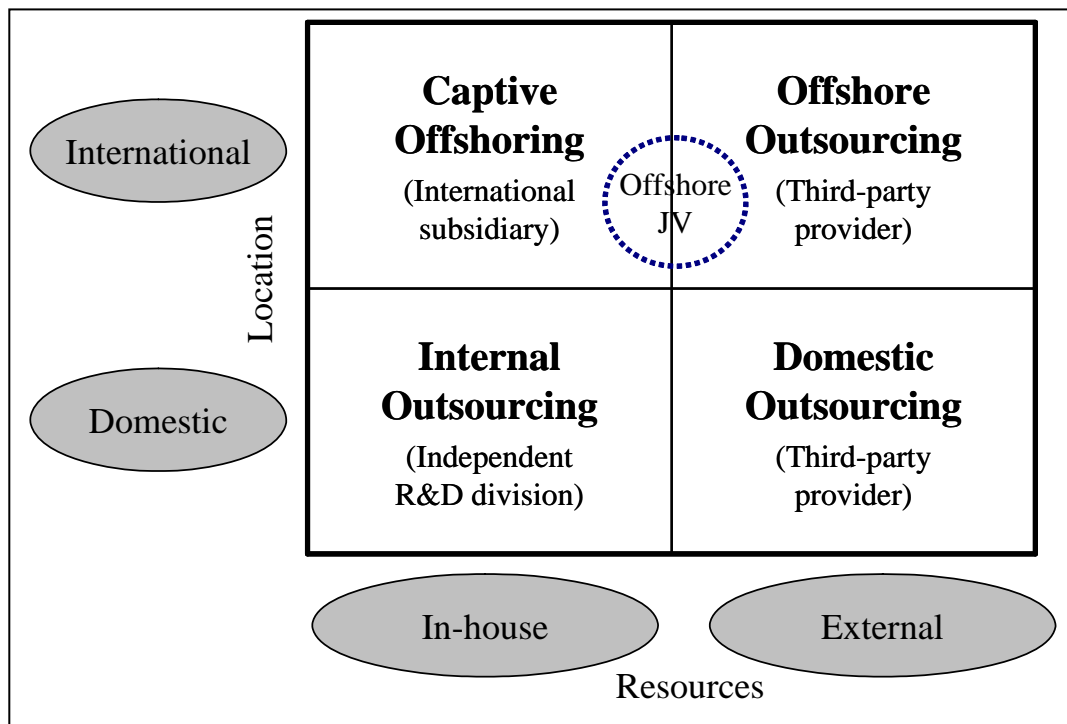 Captive
Offshoring
(International
subsidiary)
Offshore
Outsourcing
(Third-party
provider)
Offshore
JV
International
Location
Domestic
Internal
Outsourcing
(Independent
R&D division)
Domestic
Outsourcing
(Third-party
provider)
In-house
External
Resources